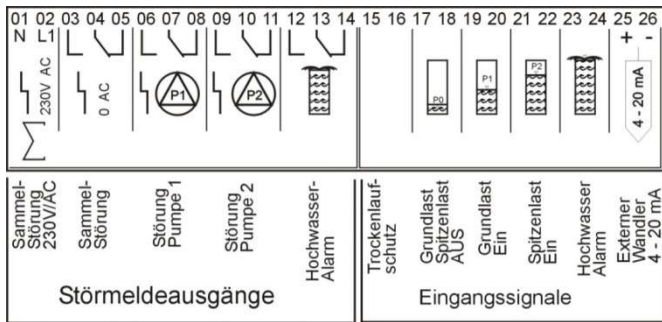 01 02 03 04 05 06 07 08 09 10 11 12 13 14 15 16 17 18 19 20 21 22 23 24 25 26
N L1 + -
230V AC
0 AC
P1
P2
P0
P1
P2
4 - 20 mA
Sammel-
Störung
230V/AC
Sammel-
Störung
Störung
Pumpe 1
Störung
Pumpe 2
Hochwasser-
Alarm
Trockenlauf-
schutz
Grundlast
Spitzenlast
AUS
Grundlast
Ein
Spitzenlast
Ein
Hochwasser
Alarm
Externer
Wandler
4 - 20 mA
Störmeldeausgänge
Eingangssignale